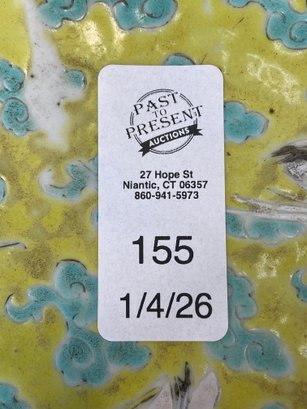 PAST
TO
PRESENT
AUCTIONS
27 Hope St
Niantic, CT 06357
860-941-5973
155
1/4/26